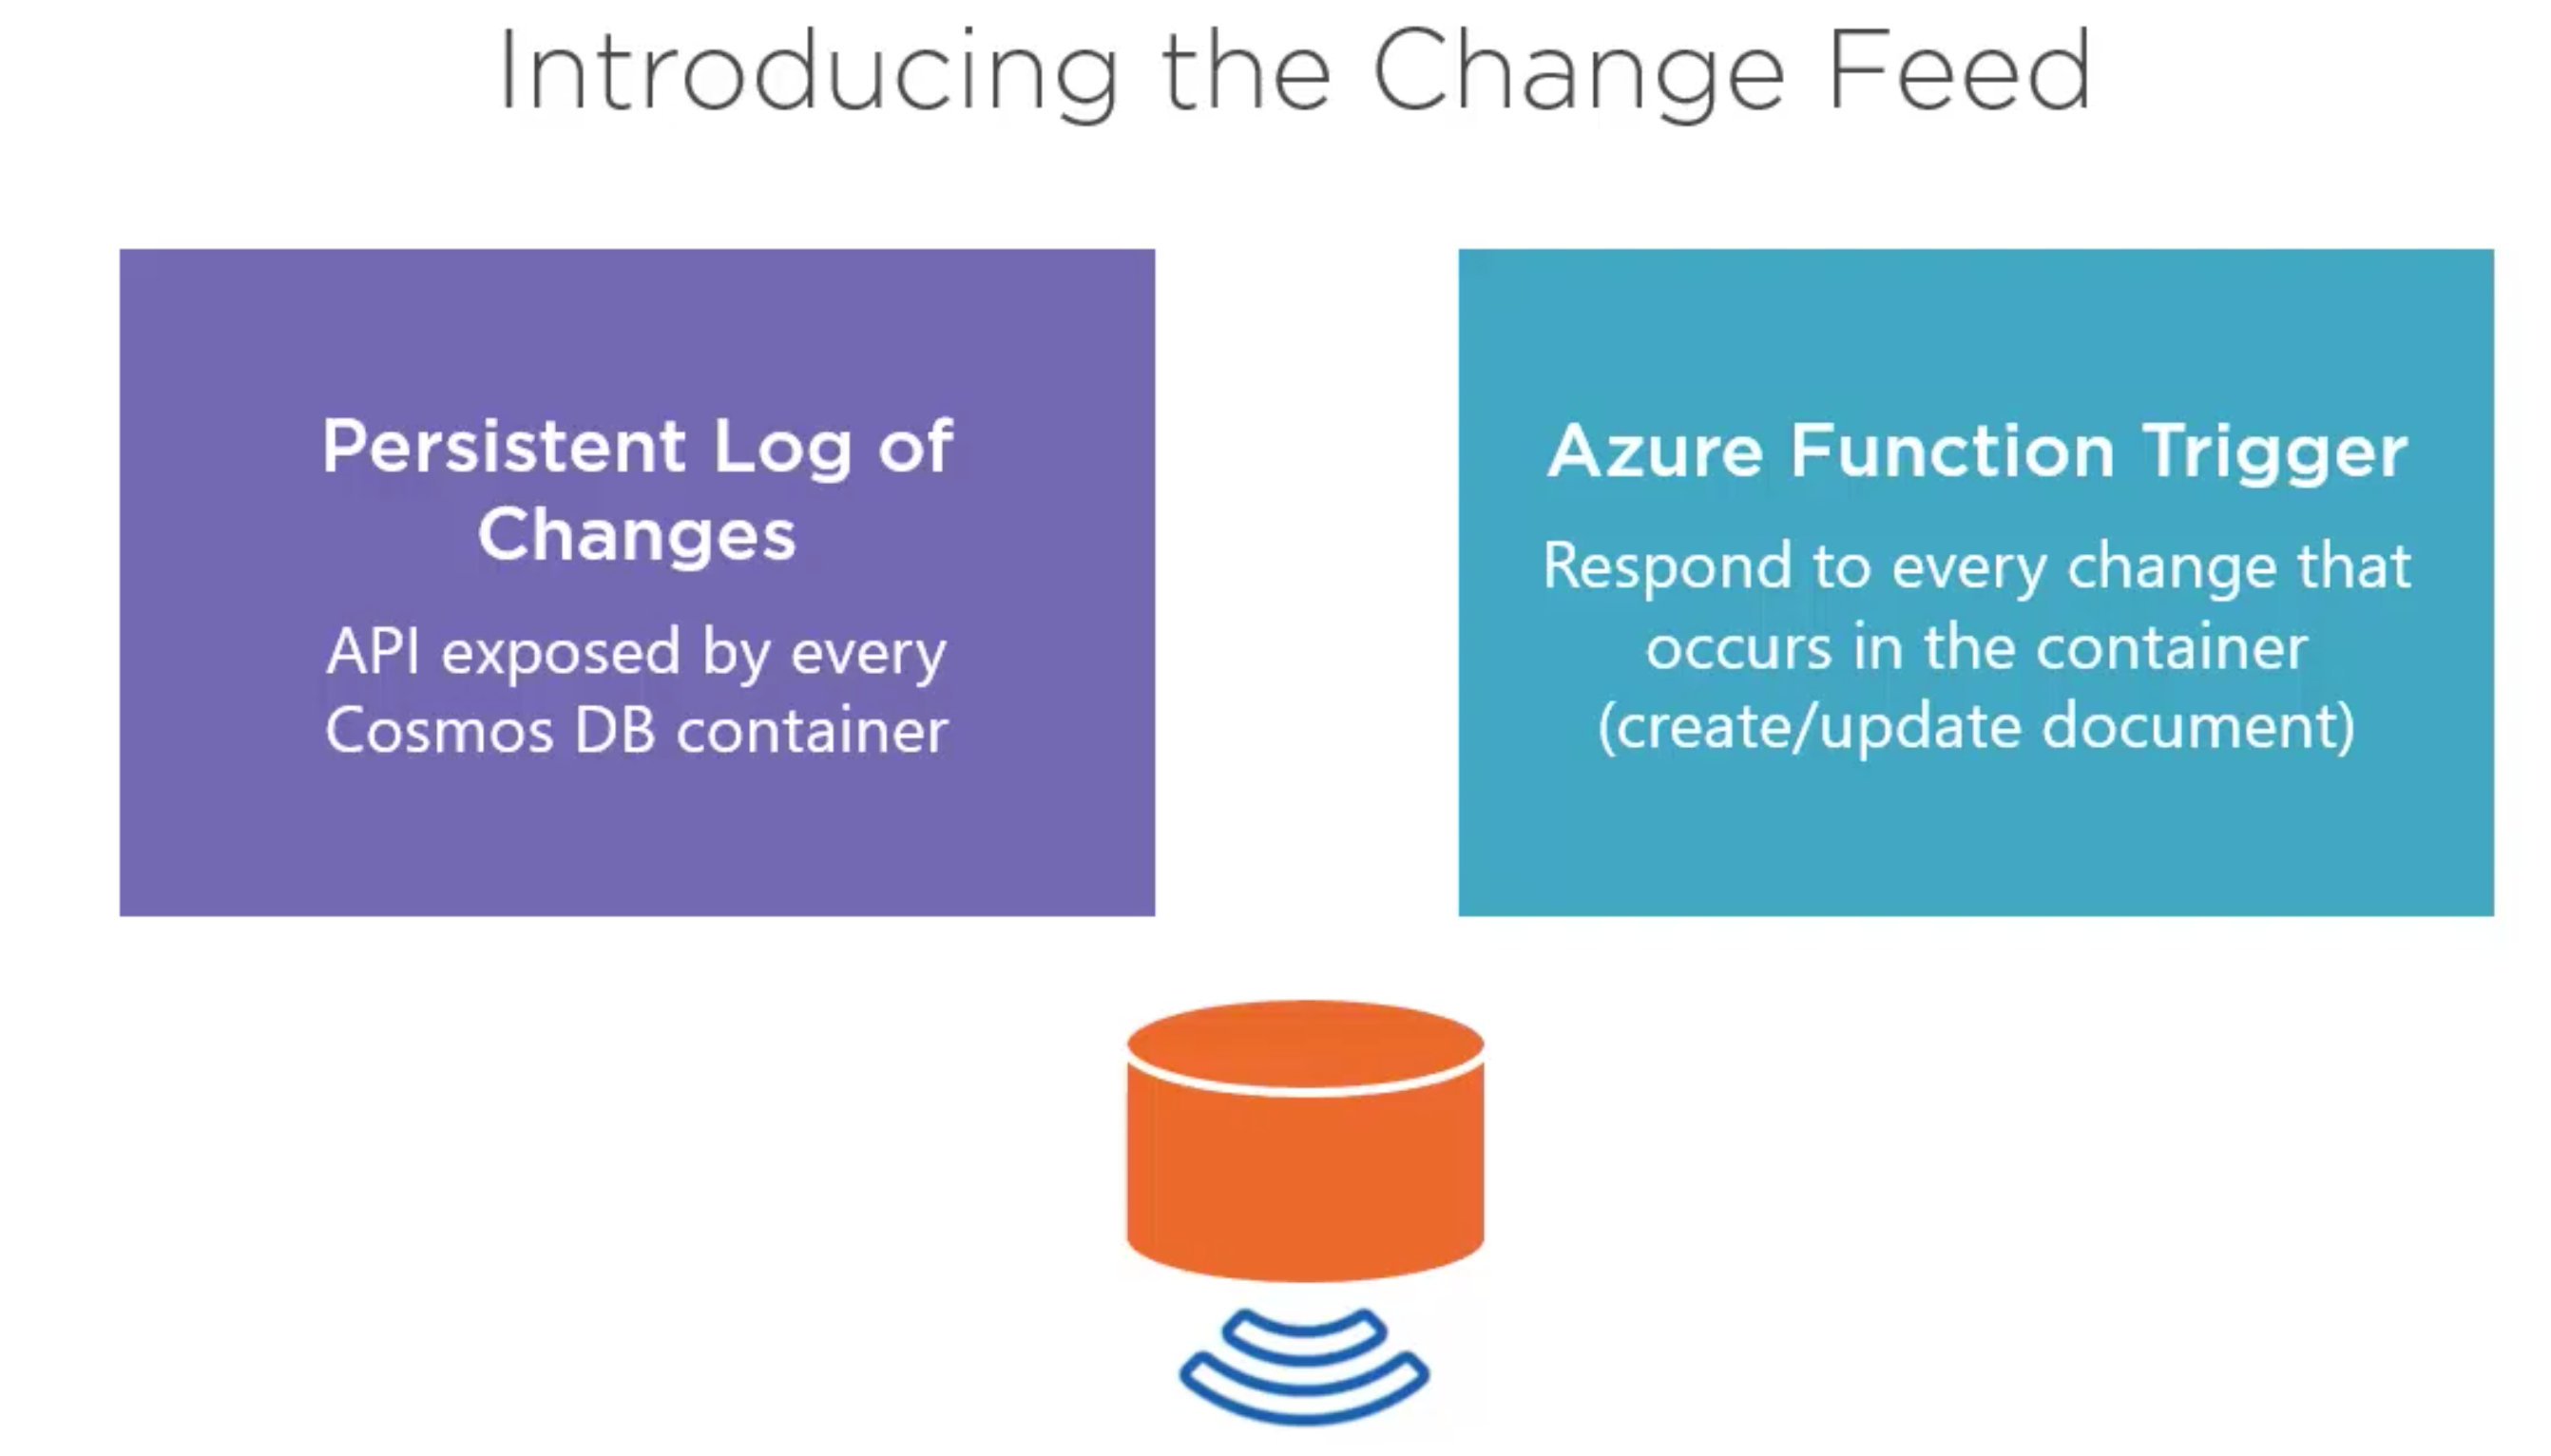 Introducing the Change Feed
Persistent Log of
Changes
API exposed by every
Cosmos DB container
Azure Function Trigger
Respond to every change that
occurs in the container
(create/update document)